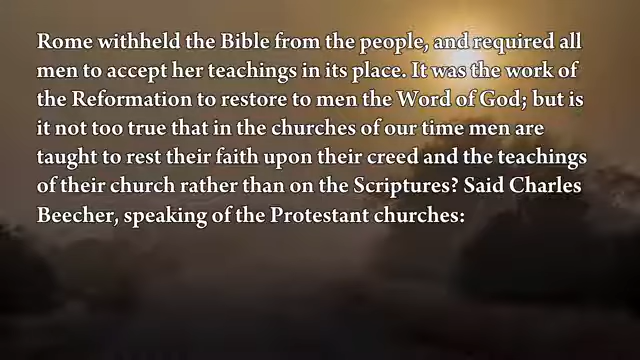 Rome withheld the Bible from the people, and required all
men to accept her teachings in its place. It was the work of
the Reformation to restore to men the Word of God; but is
it not too true that in the churches of our time men are
taught to rest their faith upon their creed and the teachings
of their church rather than on the Scriptures? Said Charles
Beecher, speaking of the Protestant churches: